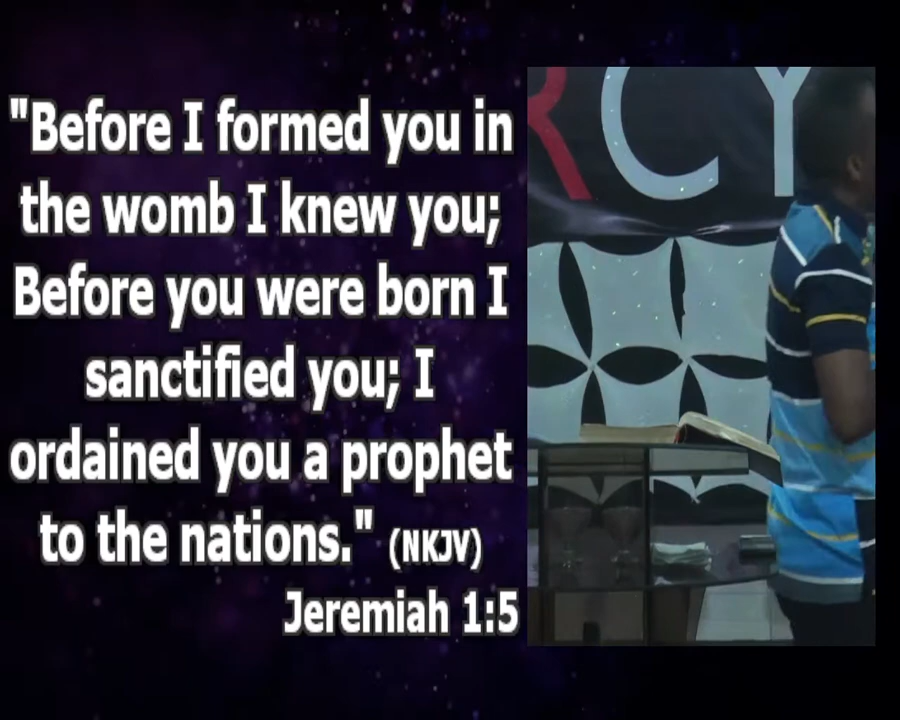 "Before I formed you in
the womb I knew you;
Before you were born I
sanctified you; I
ordained you a prophet
to the nations." (NKJV)
Jeremiah 1:5
RCY